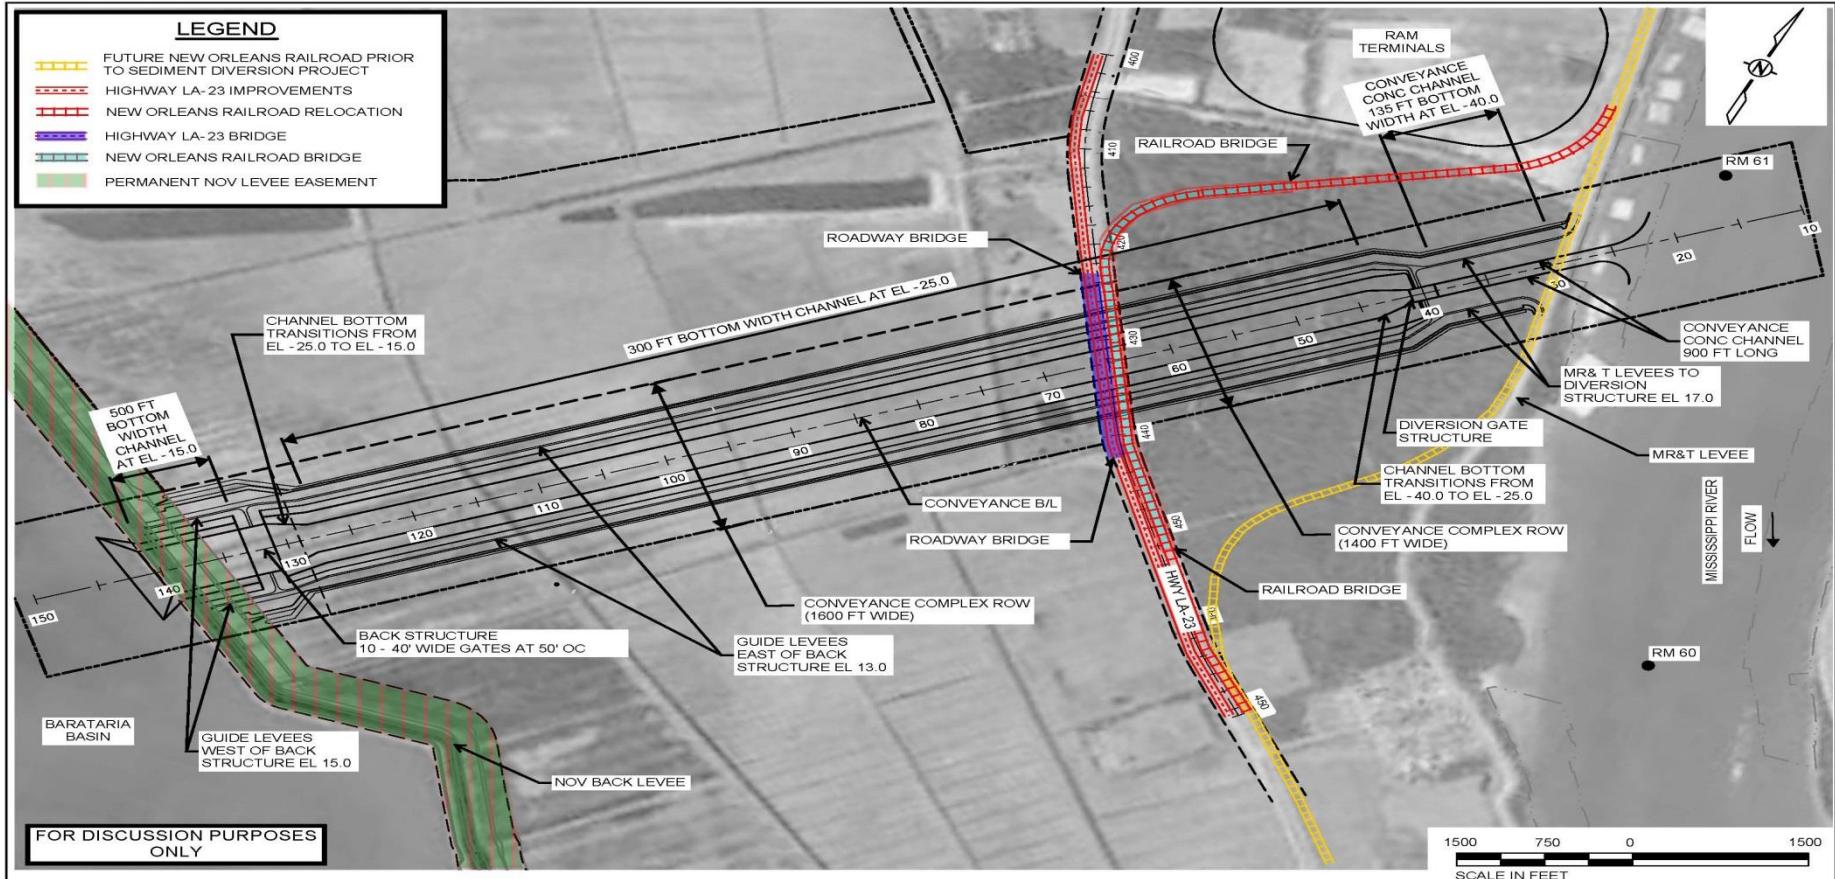 LEGEND
FUTURE NEW ORLEANS RAILROAD PRIOR
TO SEDIMENT DIVERSION PROJECT
HIGHWAY LA-23 IMPROVEMENTS
NEW ORLEANS RAILROAD RELOCATION
HIGHWAY LA-23 BRIDGE
NEW ORLEANS RAILROAD BRIDGE
PERMANENT NOV LEVEE EASEMENT
RAM
TERMINALS
N
CONVEYANCE
CONC CHANNEL
135 FT BOTTOM
WIDTH AT EL -40.0
400
410
RAILROAD BRIDGE
RM 61
ROADWAY BRIDGE
420
10
20
30
300 FT BOTTOM WIDTH CHANNEL AT EL -25.0
CHANNEL BOTTOM
TRANSITIONS FROM
EL -25.0 TO EL -15.0
430
40
50
60
70
80
90
100
110
120
130
140
150
CONVEYANCE
CONC CHANNEL
900 FT LONG
MR& T LEVEES TO
DIVERSION
STRUCTURE EL 17.0
500 FT
BOTTOM
WIDTH
CHANNEL
AT EL -15.0
440
DIVERSION GATE
STRUCTURE
MR&T LEVEE
CHANNEL BOTTOM
TRANSITIONS FROM
EL -40.0 TO EL -25.0
CONVEYANCE B/L
450
ROADWAY BRIDGE
CONVEYANCE COMPLEX ROW
(1400 FT WIDE)
MISSISSIPPI RIVER
FLOW
HWY LA-23
RAILROAD BRIDGE
CONVEYANCE COMPLEX ROW
(1600 FT WIDE)
BACK STRUCTURE
10 - 40' WIDE GATES AT 50' OC
GUIDE LEVEES
EAST OF BACK
STRUCTURE EL 13.0
RM 60
450
BARATARIA
BASIN
GUIDE LEVEES
WEST OF BACK
STRUCTURE EL 15.0
NOV BACK LEVEE
FOR DISCUSSION PURPOSES
ONLY
1500 750 0 1500
SCALE IN FEET